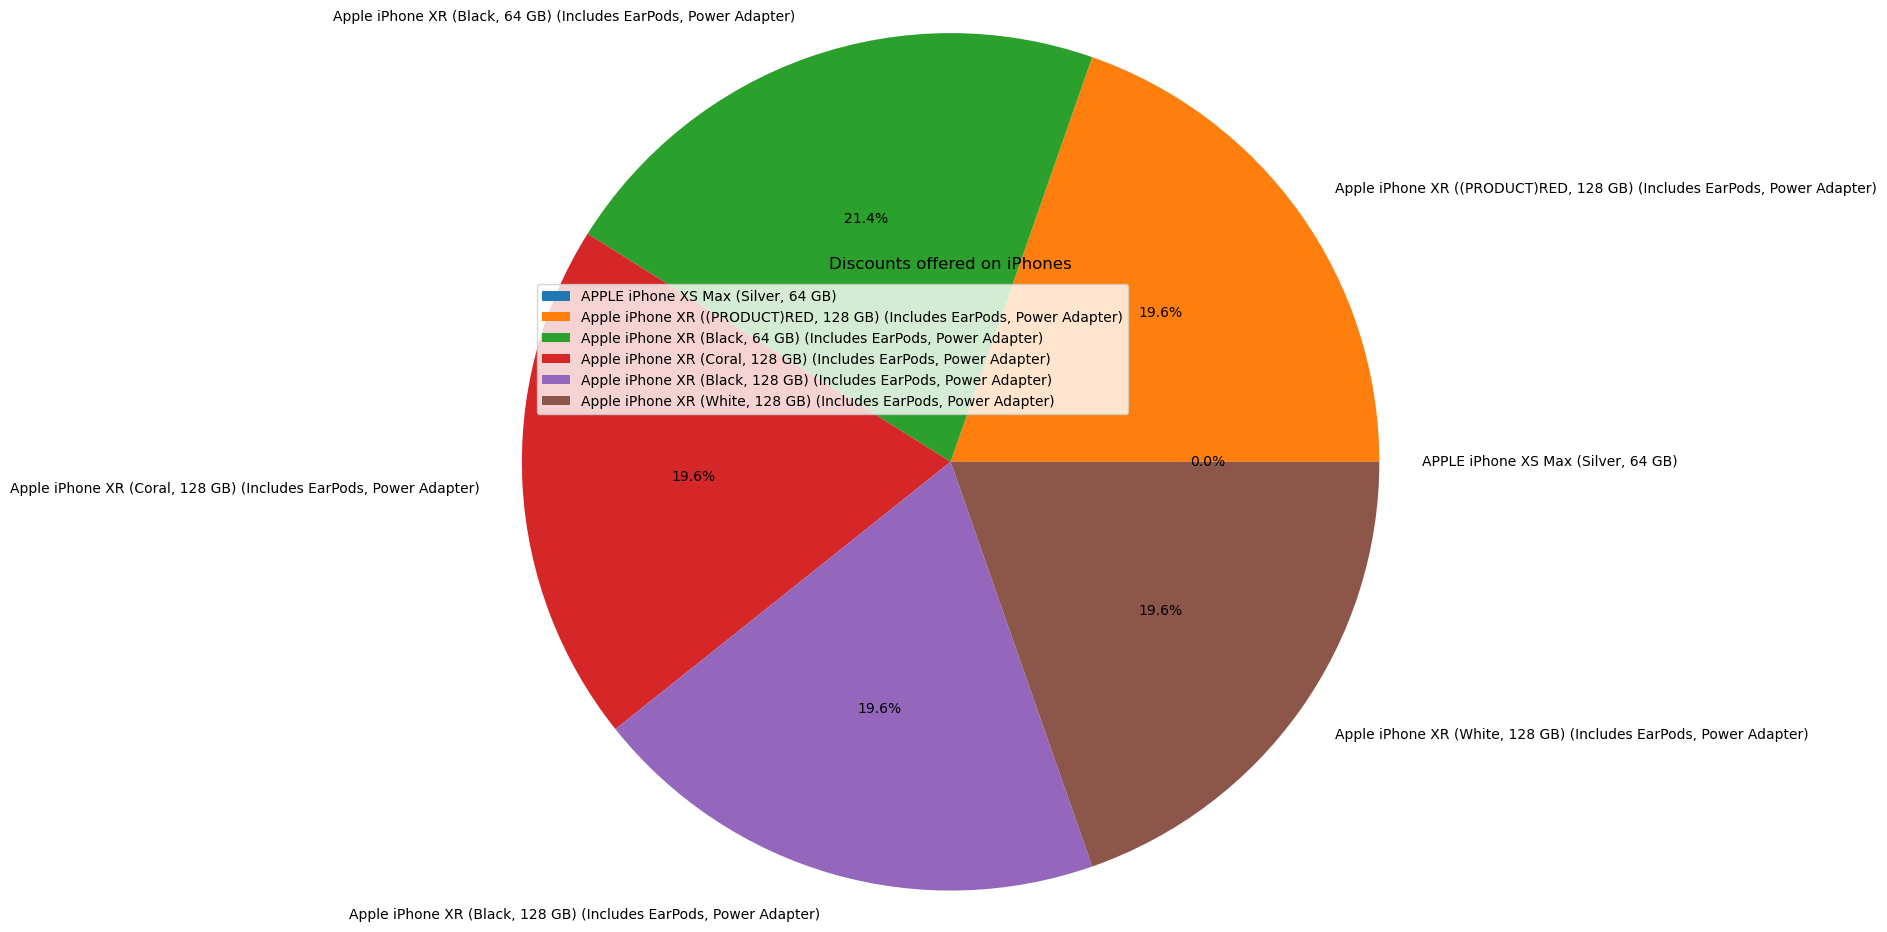 Apple iPhone XR (Black, 64 GB) (Includes EarPods, Power Adapter)
Apple iPhone XR ((PRODUCT)RED, 128 GB) (Includes EarPods, Power Adapter)
21.4%
Discounts offered on iPhones
APPLE iPhone XS Max (Silver, 64 GB)
Apple iPhone XR ((PRODUCT)RED, 128 GB) (Includes EarPods, Power Adapter)
Apple iPhone XR (Black, 64 GB) (Includes EarPods, Power Adapter)
Apple iPhone XR (Coral, 128 GB) (Includes EarPods, Power Adapter)
Apple iPhone XR (Black, 128 GB) (Includes EarPods, Power Adapter)
Apple iPhone XR (White, 128 GB) (Includes EarPods, Power Adapter)
19.6%
0.0%
APPLE iPhone XS Max (Silver, 64 GB)
Apple iPhone XR (Coral, 128 GB) (Includes EarPods, Power Adapter)
19.6%
19.6%
19.6%
Apple iPhone XR (White, 128 GB) (Includes EarPods, Power Adapter)
Apple iPhone XR (Black, 128 GB) (Includes EarPods, Power Adapter)